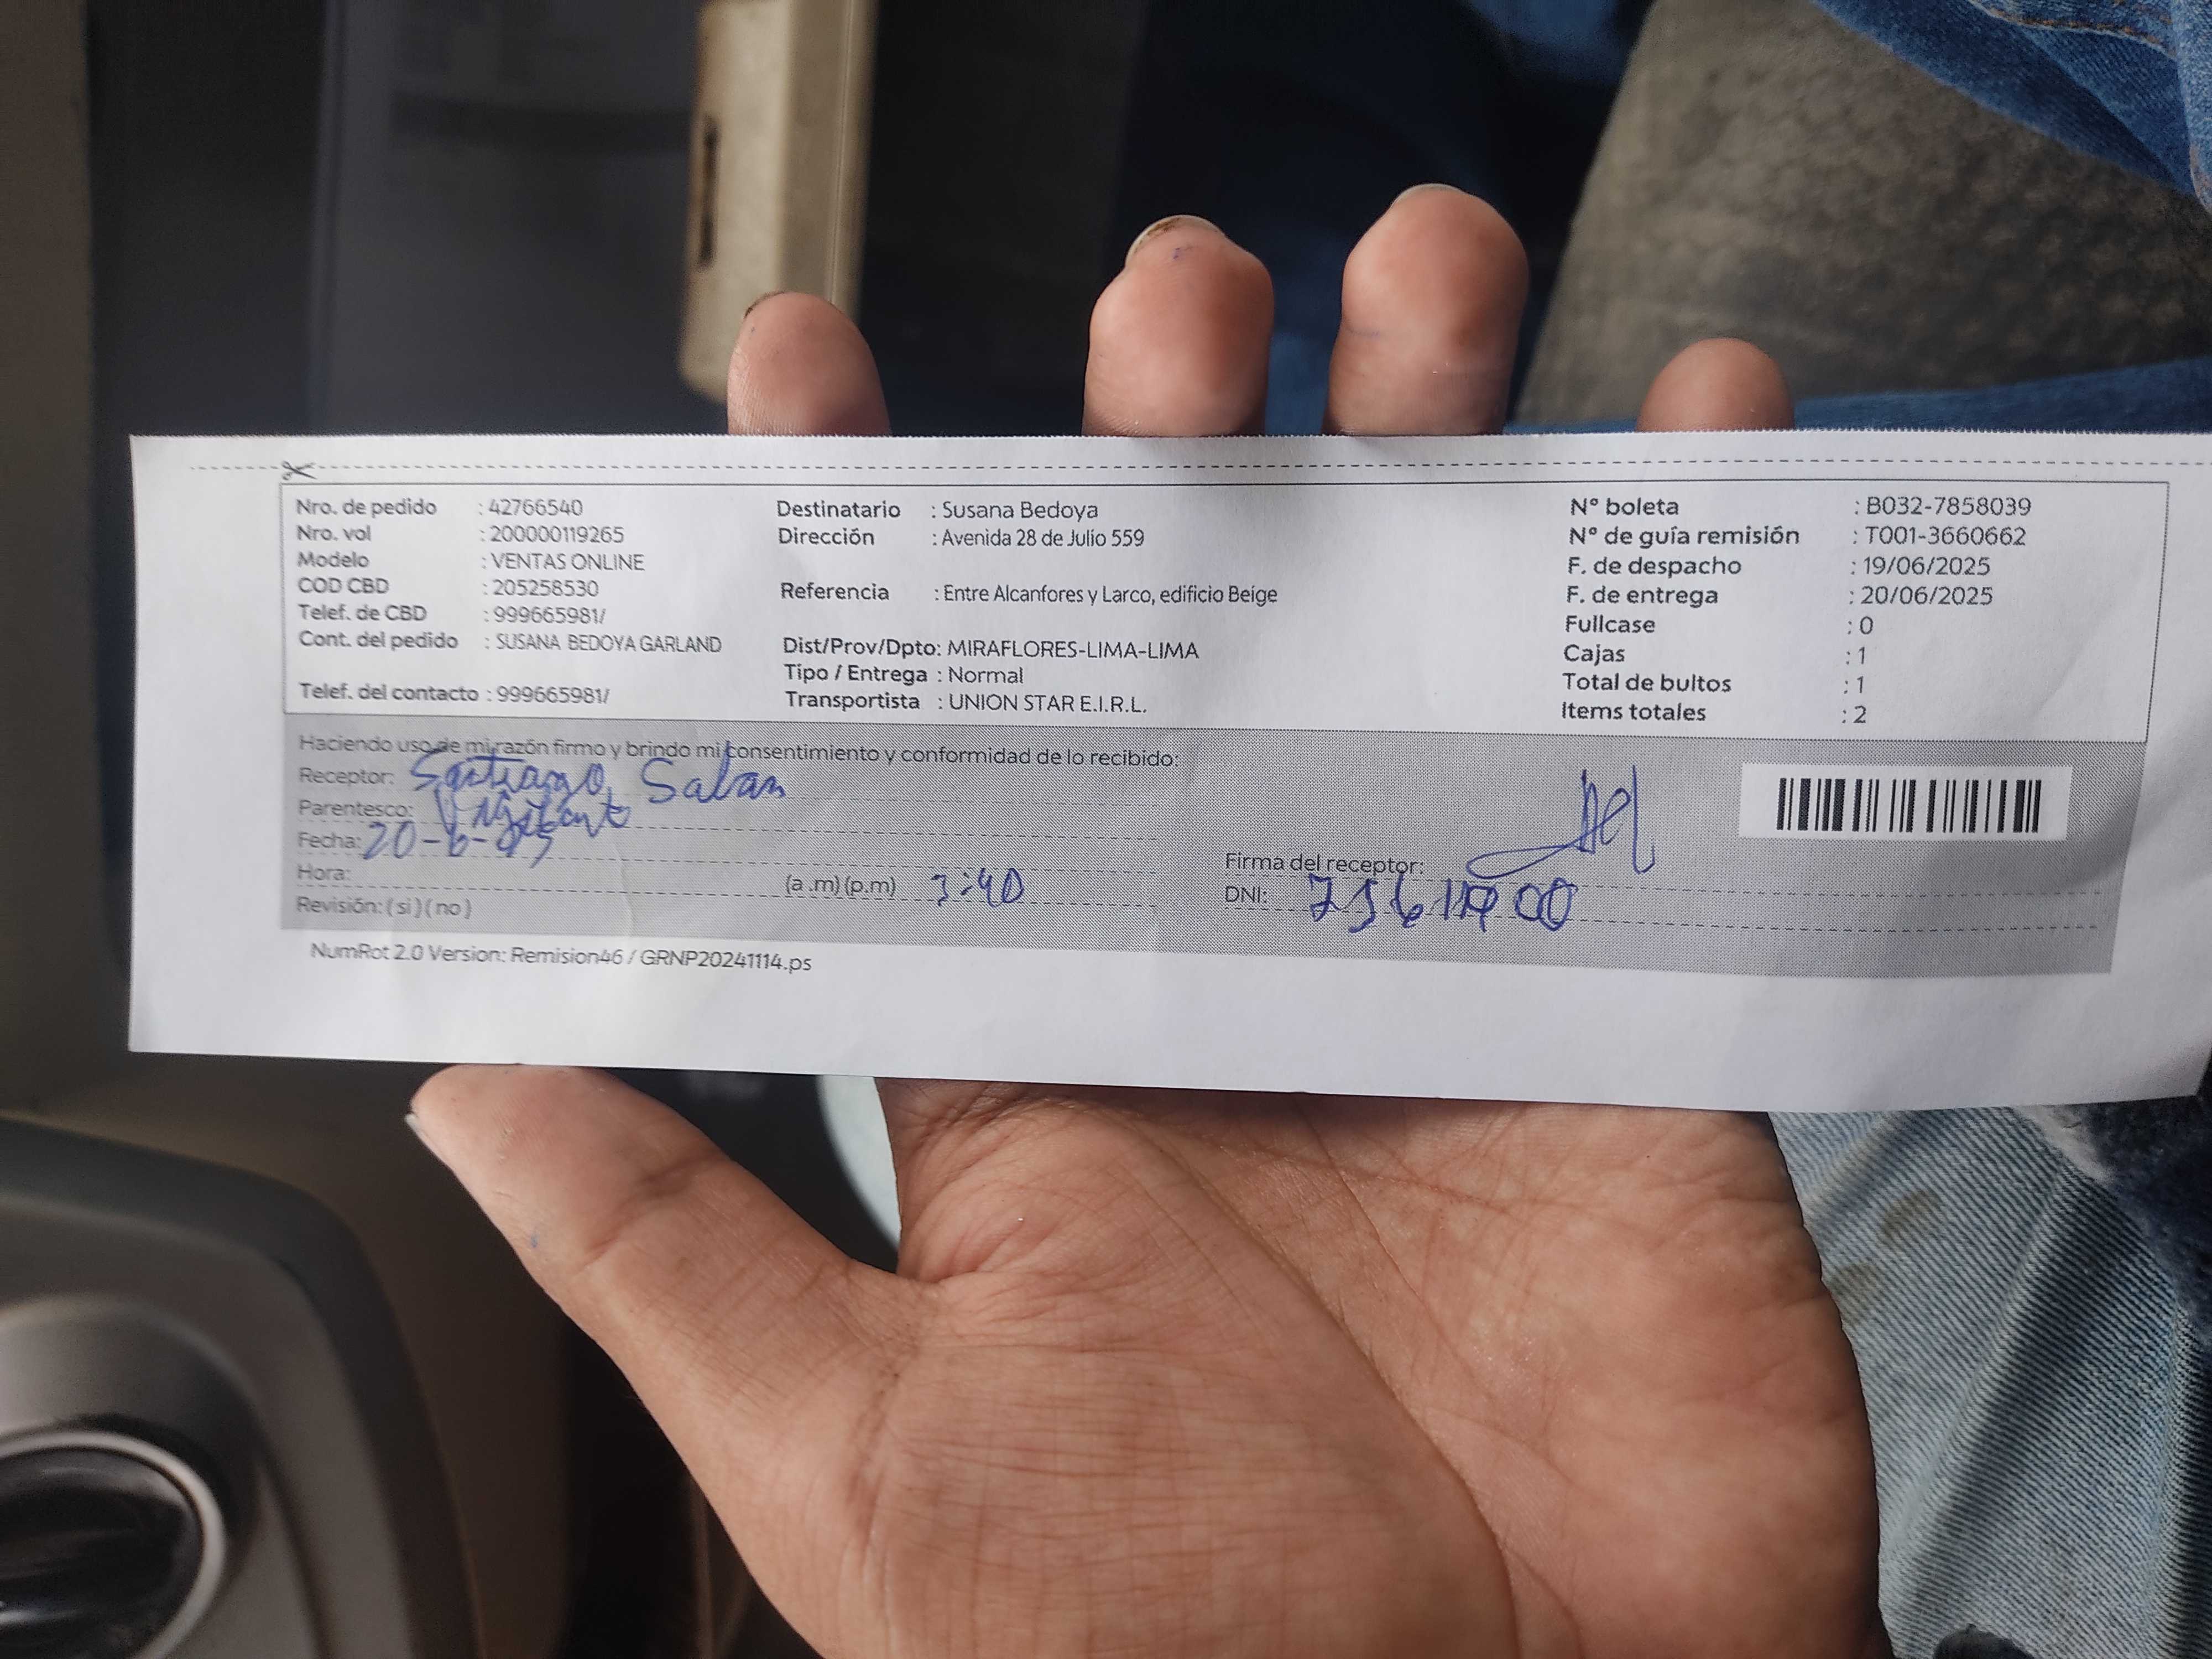 Nro. de pedido : 42766540
Nro. vol : 200000119265
Modelo : VENTAS ONLINE
COD CBD : 205258530
Telef. de CBD : 999665981/
Cont. del pedido : SUSANA BEDOYA GARLAND
Telef. del contacto : 999665981/
Destinatario : Susana Bedoya
Dirección : Avenida 28 de Julio 559
Referencia : Entre Alcanfores y Larco, edificio Beige
Dist/Prov/Dpto: MIRAFLORES-LIMA-LIMA
Tipo / Entrega : Normal
Transportista : UNION STAR E.I.R.L.
Nº boleta : B032-7858039
Nº de guía remisión : T001-3660662
F. de despacho : 19/06/2025
F. de entrega : 20/06/2025
Fullcase : 0
Cajas : 1
Total de bultos : 1
Items totales : 2
Haciendo uso de mi razón firmo y brindo mi consentimiento y conformidad de lo recibido:
Receptor: Santiago
Parentesco: Vigilante
Fecha: 20-6-
Hora: (a .m) (p.m) 3:40
Revisión: ( si ) ( no )
Firma del receptor:
DNI:
NumRot 2.0 Version: Remision46 / GRNP20241114.ps